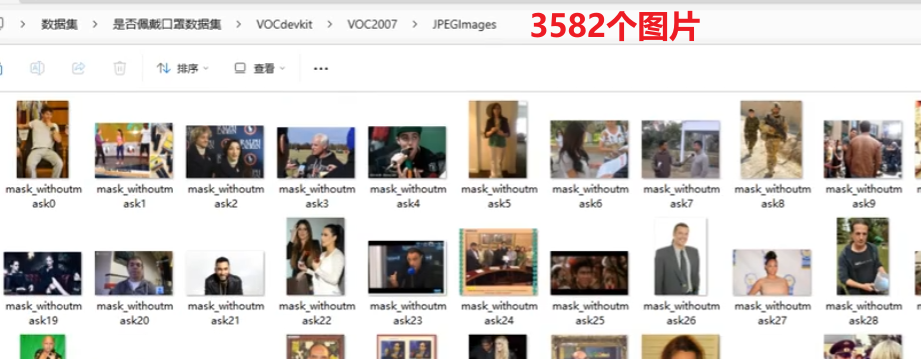 数据集 > 是否佩戴口罩数据集 > VOCdevkit > VOC2007 > JPEGImages
3582个图片
排序 查看 ...
mask_withoutmask0 mask_withoutmask1 mask_withoutmask2 mask_withoutmask3 mask_withoutmask4 mask_withoutmask5 mask_withoutmask6 mask_withoutmask7 mask_withoutmask8 mask_withoutmask9
mask_withoutmask19 mask_withoutmask20 mask_withoutmask21 mask_withoutmask22 mask_withoutmask23 mask_withoutmask24 mask_withoutmask25 mask_withoutmask26 mask_withoutmask27 mask_withoutmask28